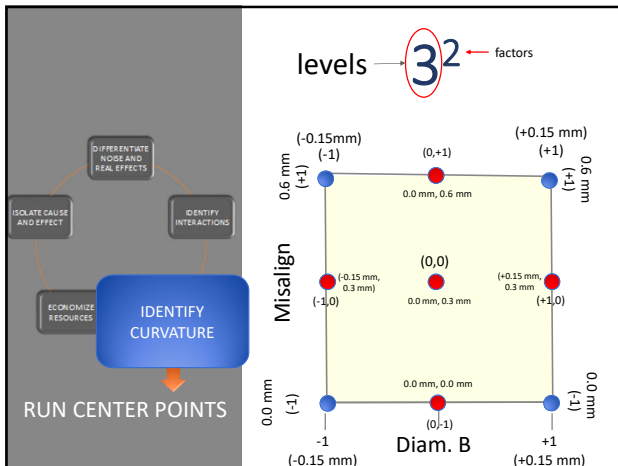 levels
3²
factors
DIFFERENTIATE
NOISE AND
REAL EFFECTS
ISOLATE CAUSE
AND EFFECT
IDENTIFY
INTERACTIONS
ECONOMIZE
RESOURCES
IDENTIFY
CURVATURE
RUN CENTER POINTS
(-0.15mm)
(-1)
(+0.15 mm)
(+1)
0.6 mm
(+1)
(0,+1)
0.0 mm, 0.6 mm
0.6 mm
(+1)
Misalign
(-0.15 mm,
0.3 mm)
(-1,0)
(0,0)
0.0 mm, 0.3 mm
(+0.15 mm,
0.3 mm)
(+1,0)
0.0 mm
(-1)
0.0 mm, 0.0 mm
(0,-1)
0.0 mm
(-1)
-1
(-0.15 mm)
Diam. B
+1
(+0.15 mm)